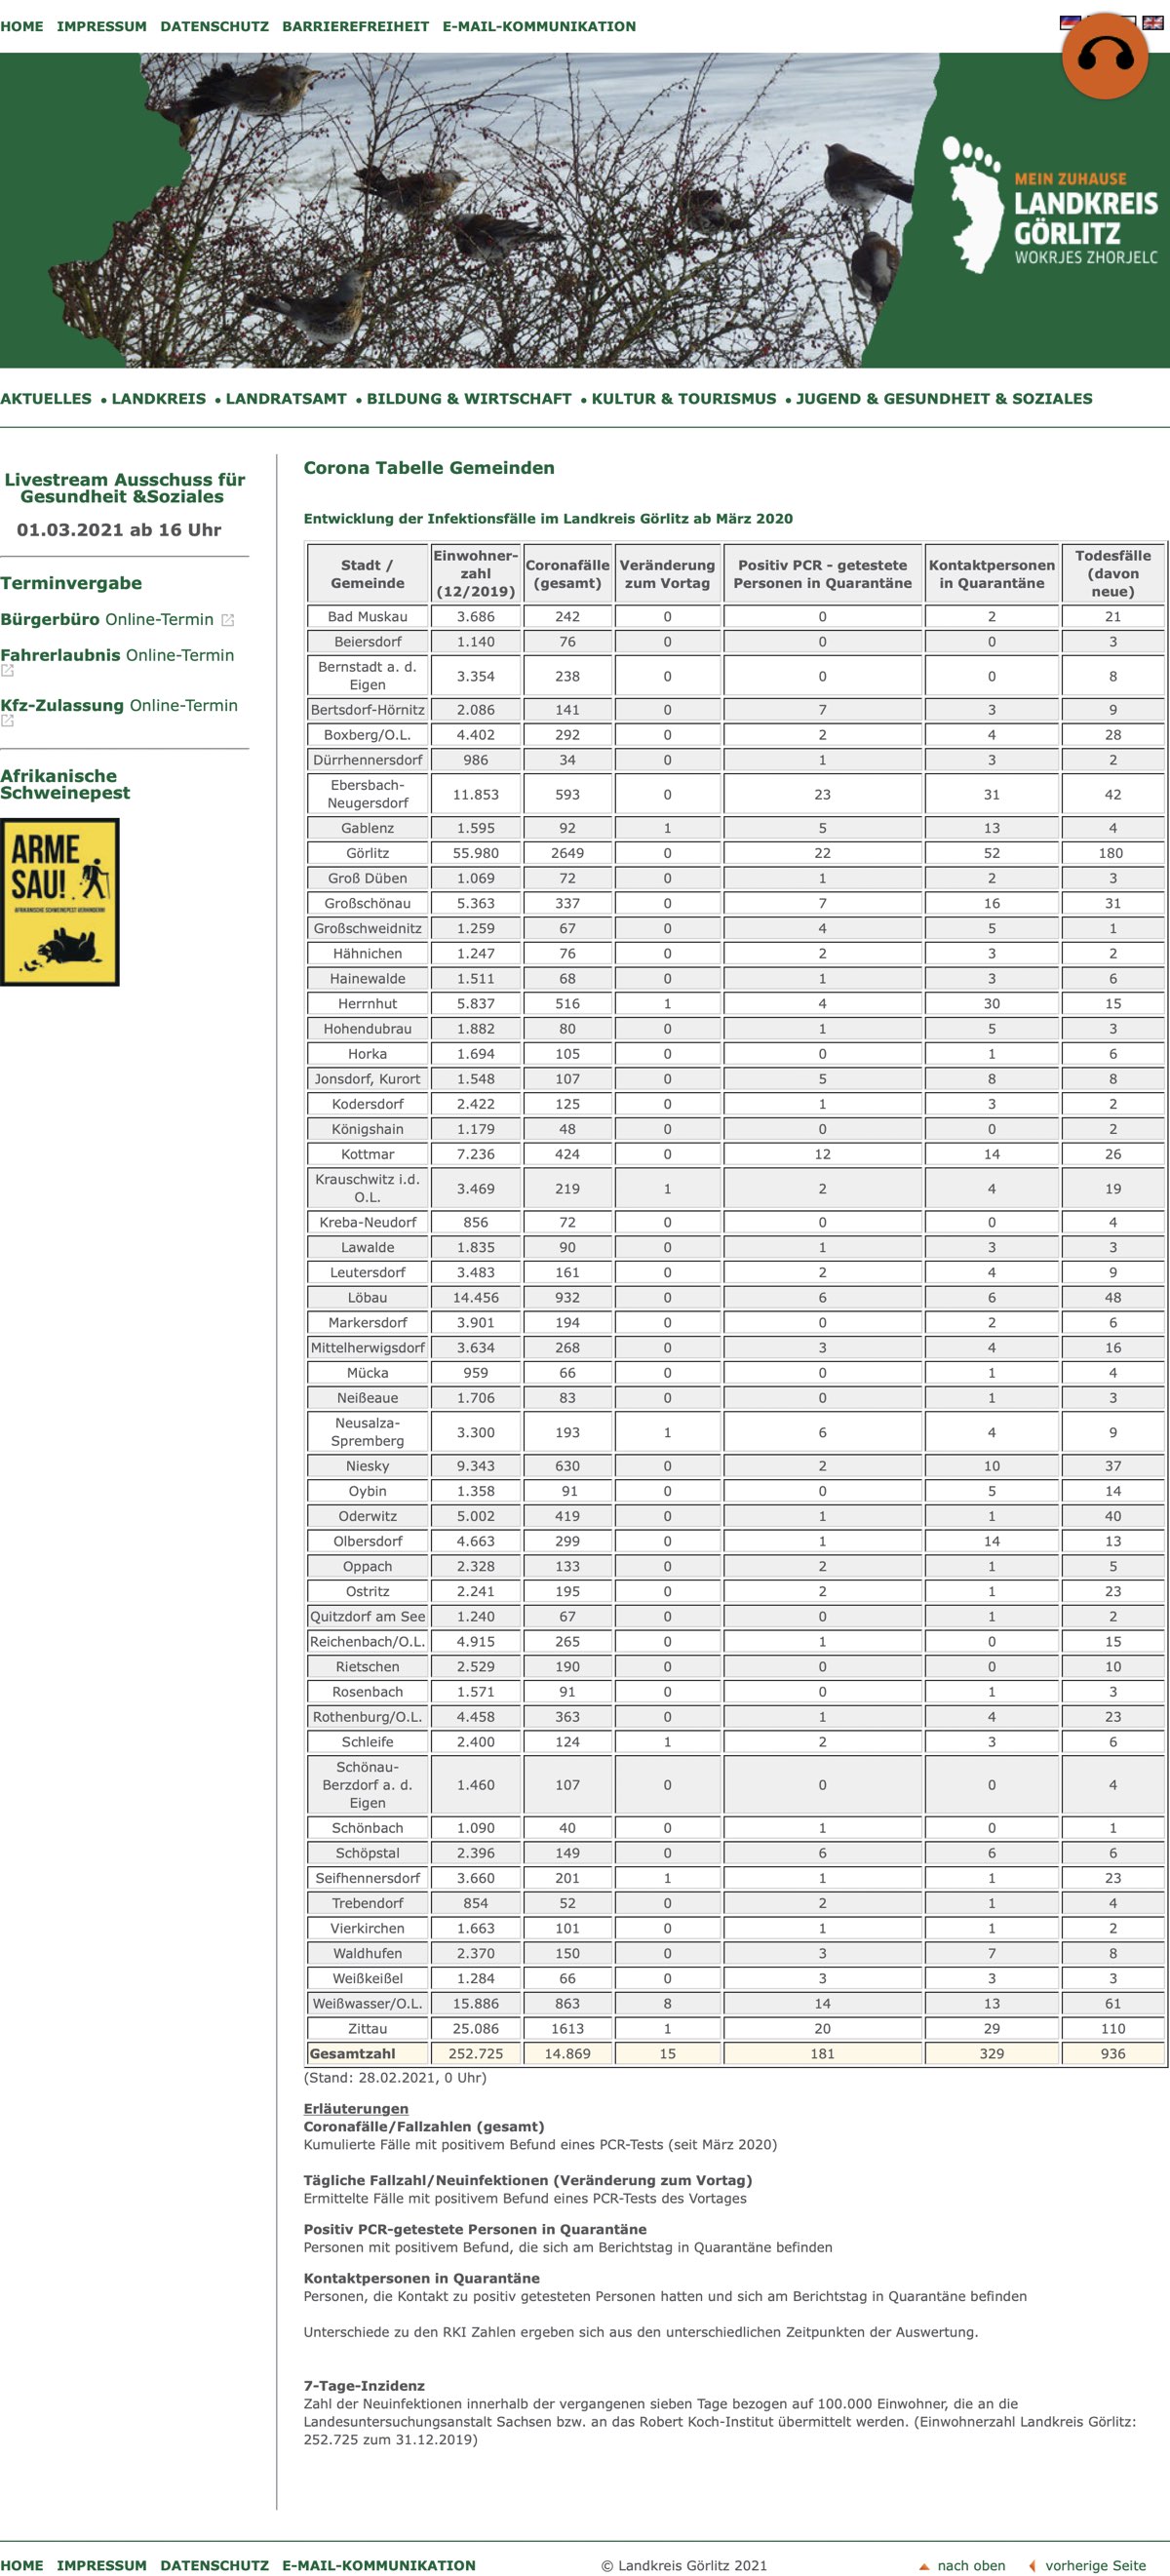 HOME IMPRESSUM DATENSCHUTZ BARRIEREFREIHEIT E-MAIL-KOMMUNIKATION
MEIN ZUHAUSE
LANDKREIS
GÖRLITZ
WOKRJES ZHORJELC
AKTUELLES • LANDKREIS • LANDRATSAMT • BILDUNG & WIRTSCHAFT • KULTUR & TOURISMUS • JUGEND & GESUNDHEIT & SOZIALES
Livestream Ausschuss für
Gesundheit &Soziales
01.03.2021 ab 16 Uhr
Terminvergabe
Bürgerbüro Online-Termin
Fahrerlaubnis Online-Termin
Kfz-Zulassung Online-Termin
Afrikanische
Schweinepest
ARME
SAU!
AFRIKANISCHE SCHWEINEPEST VERHINDERN!
Corona Tabelle Gemeinden
Entwicklung der Infektionsfälle im Landkreis Görlitz ab März 2020
Stadt / Gemeinde Einwohner-zahl (12/2019) Coronafälle (gesamt) Veränderung zum Vortag Positiv PCR - getestete Personen in Quarantäne Kontaktpersonen in Quarantäne Todesfälle (davon neue)
Bad Muskau 3.686 242 0 0 2 21
Beiersdorf 1.140 76 0 0 0 3
Bernstadt a. d. Eigen 3.354 238 0 0 0 8
Bertsdorf-Hörnitz 2.086 141 0 7 3 9
Boxberg/O.L. 4.402 292 0 2 4 28
Dürrhennersdorf 986 34 0 1 3 2
Ebersbach-Neugersdorf 11.853 593 0 23 31 42
Gablenz 1.595 92 1 5 13 4
Görlitz 55.980 2649 0 22 52 180
Groß Düben 1.069 72 0 1 2 3
Großschönau 5.363 337 0 7 16 31
Großschweidnitz 1.259 67 0 4 5 1
Hähnichen 1.247 76 0 2 3 2
Hainewalde 1.511 68 0 1 3 6
Herrnhut 5.837 516 1 4 30 15
Hohendubrau 1.882 80 0 1 5 3
Horka 1.694 105 0 0 1 6
Jonsdorf, Kurort 1.548 107 0 5 8 8
Kodersdorf 2.422 125 0 1 3 2
Königshain 1.179 48 0 0 0 2
Kottmar 7.236 424 0 12 14 26
Krauschwitz i.d. O.L. 3.469 219 1 2 4 19
Kreba-Neudorf 856 72 0 0 0 4
Lawalde 1.835 90 0 1 3 3
Leutersdorf 3.483 161 0 2 4 9
Löbau 14.456 932 0 6 6 48
Markersdorf 3.901 194 0 0 2 6
Mittelherwigsdorf 3.634 268 0 3 4 16
Mücka 959 66 0 0 1 4
Neißeaue 1.706 83 0 0 1 3
Neusalza-Spremberg 3.300 193 1 6 4 9
Niesky 9.343 630 0 2 10 37
Oybin 1.358 91 0 0 5 14
Oderwitz 5.002 419 0 1 1 40
Olbersdorf 4.663 299 0 1 14 13
Oppach 2.328 133 0 2 1 5
Ostritz 2.241 195 0 2 1 23
Quitzdorf am See 1.240 67 0 0 1 2
Reichenbach/O.L. 4.915 265 0 1 0 15
Rietschen 2.529 190 0 0 0 10
Rosenbach 1.571 91 0 0 1 3
Rothenburg/O.L. 4.458 363 0 1 4 23
Schleife 2.400 124 1 2 3 6
Schönau-Berzdorf a. d. Eigen 1.460 107 0 0 0 4
Schönbach 1.090 40 0 1 0 1
Schöpstal 2.396 149 0 6 6 6
Seifhennersdorf 3.660 201 1 1 1 23
Trebendorf 854 52 0 2 1 4
Vierkirchen 1.663 101 0 1 1 2
Waldhufen 2.370 150 0 3 7 8
Weißkeißel 1.284 66 0 3 3 3
Weißwasser/O.L. 15.886 863 8 14 13 61
Zittau 25.086 1613 1 20 29 110
Gesamtzahl 252.725 14.869 15 181 329 936
(Stand: 28.02.2021, 0 Uhr)
Erläuterungen
Coronafälle/Fallzahlen (gesamt)
Kumulierte Fälle mit positivem Befund eines PCR-Tests (seit März 2020)
Tägliche Fallzahl/Neuinfektionen (Veränderung zum Vortag)
Ermittelte Fälle mit positivem Befund eines PCR-Tests des Vortages
Positiv PCR-getestete Personen in Quarantäne
Personen mit positivem Befund, die sich am Berichtstag in Quarantäne befinden
Kontaktpersonen in Quarantäne
Personen, die Kontakt zu positiv getesteten Personen hatten und sich am Berichtstag in Quarantäne befinden
Unterschiede zu den RKI Zahlen ergeben sich aus den unterschiedlichen Zeitpunkten der Auswertung.
7-Tage-Inzidenz
Zahl der Neuinfektionen innerhalb der vergangenen sieben Tage bezogen auf 100.000 Einwohner, die an die
Landesuntersuchungsanstalt Sachsen bzw. an das Robert Koch-Institut übermittelt werden. (Einwohnerzahl Landkreis Görlitz:
252.725 zum 31.12.2019)
HOME IMPRESSUM DATENSCHUTZ E-MAIL-KOMMUNIKATION © Landkreis Görlitz 2021 nach oben vorherige Seite